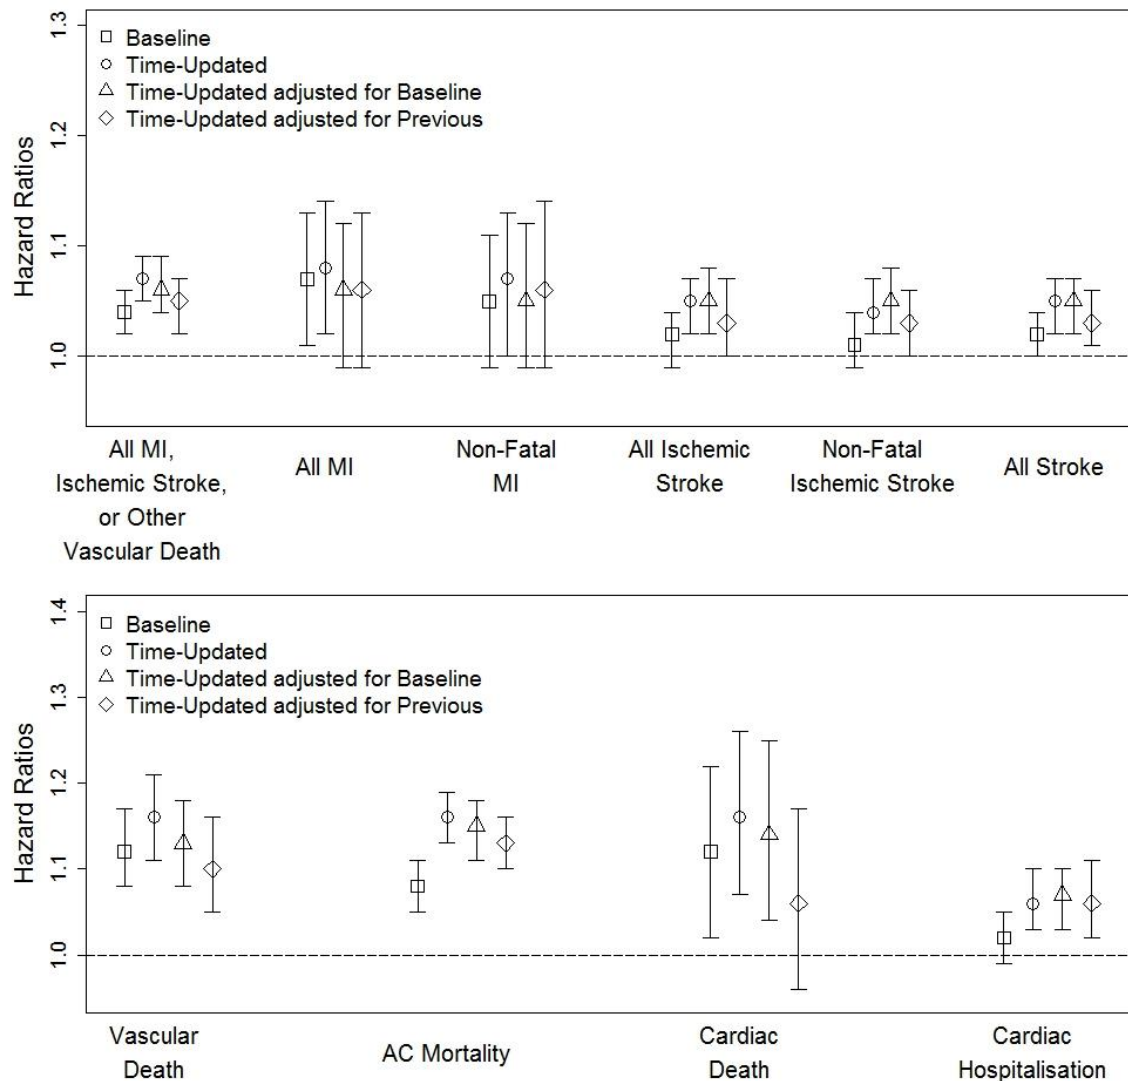 1.3
1.2
1.1
1.0
Hazard Ratios
Baseline
Time-Updated
Time-Updated adjusted for Baseline
Time-Updated adjusted for Previous
All MI,
Ischemic Stroke,
or Other
Vascular Death
All MI
Non-Fatal
MI
All Ischemic
Stroke
Non-Fatal
Ischemic Stroke
All Stroke
1.4
1.3
1.2
1.1
1.0
Hazard Ratios
Baseline
Time-Updated
Time-Updated adjusted for Baseline
Time-Updated adjusted for Previous
Vascular
Death
AC Mortality
Cardiac
Death
Cardiac
Hospitalisation